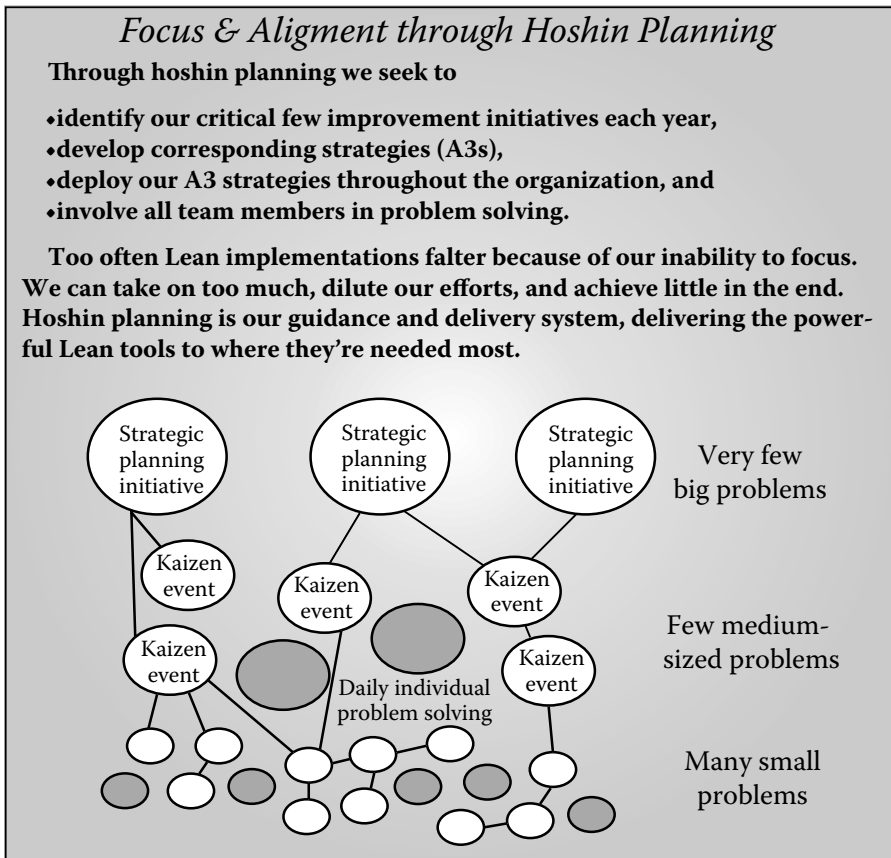 Focus & Aligment through Hoshin Planning
Through hoshin planning we seek to
•identify our critical few improvement initiatives each year,
•develop corresponding strategies (A3s),
•deploy our A3 strategies throughout the organization, and
•involve all team members in problem solving.
Too often Lean implementations falter because of our inability to focus.
We can take on too much, dilute our efforts, and achieve little in the end.
Hoshin planning is our guidance and delivery system, delivering the power-
ful Lean tools to where they're needed most.
Strategic
planning
initiative
Strategic
planning
initiative
Strategic
planning
initiative
Very few
big problems
Kaizen
event
Kaizen
event
Kaizen
event
Kaizen
event
Kaizen
event
Few medium-
sized problems
Daily individual
problem solving
Many small
problems